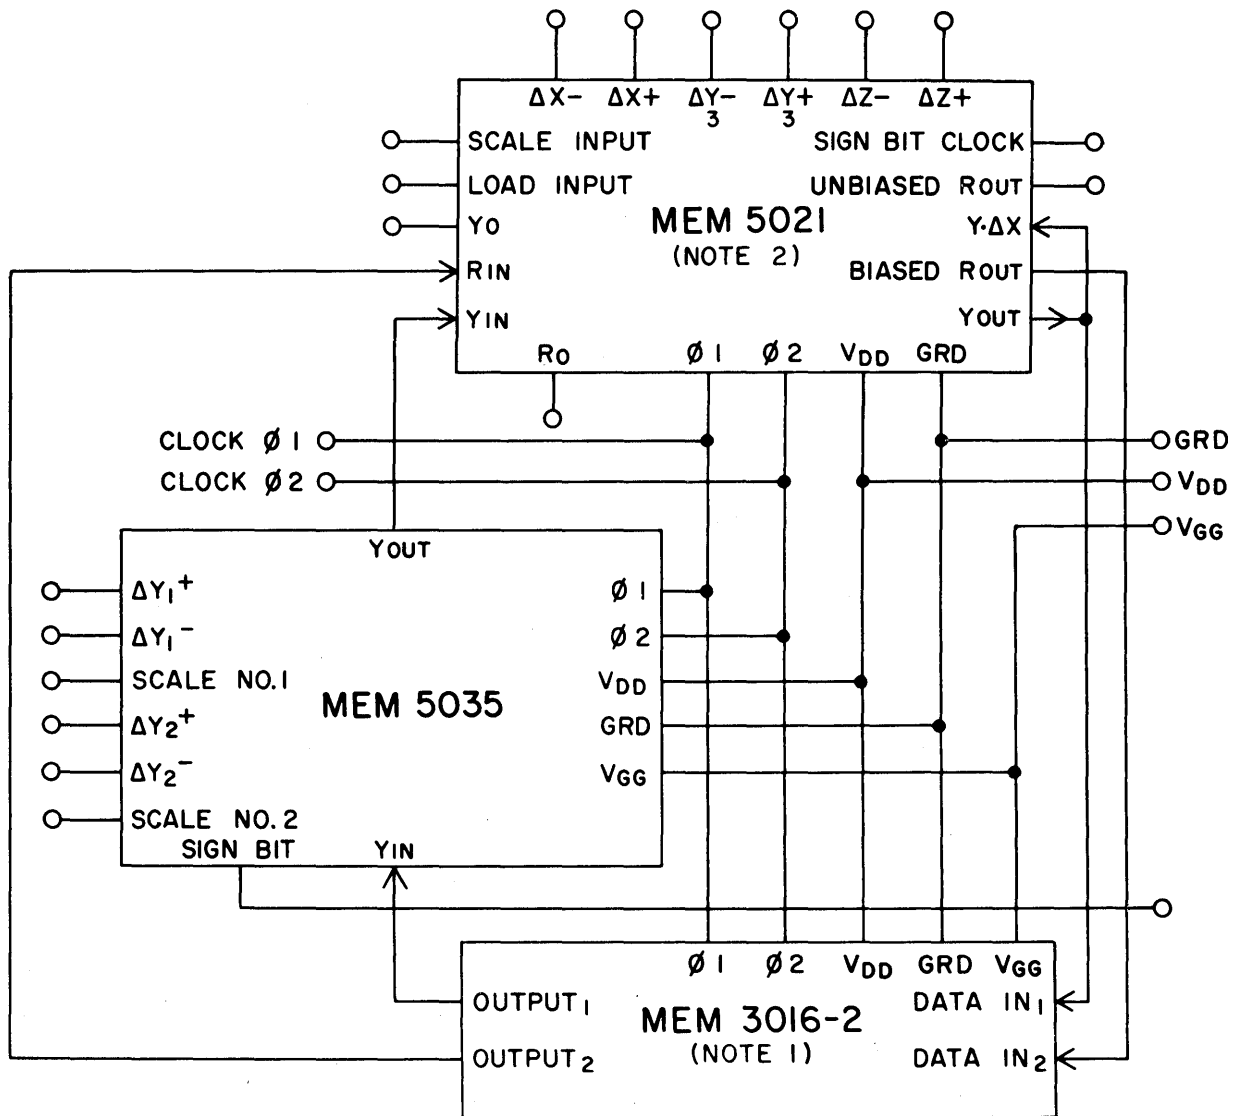 ΔX- ΔX+ ΔY- ΔY+ ΔZ- ΔZ+
3 3
SCALE INPUT SIGN BIT CLOCK
LOAD INPUT UNBIASED ROUT
MEM 5021
YO Y·ΔX
(NOTE 2)
RIN BIASED ROUT
YIN YOUT
RO Ø1 Ø2 VDD GRD
CLOCK Ø1 GRD
CLOCK Ø2 VDD
VGG
YOUT
ΔY1+ Ø1
ΔY1- Ø2
SCALE NO.1 VDD
MEM 5035
ΔY2+ GRD
ΔY2- VGG
SCALE NO.2
SIGN BIT YIN
Ø1 Ø2 VDD GRD VGG
OUTPUT1 DATA IN1
MEM 3016-2
(NOTE 1)
OUTPUT2 DATA IN2